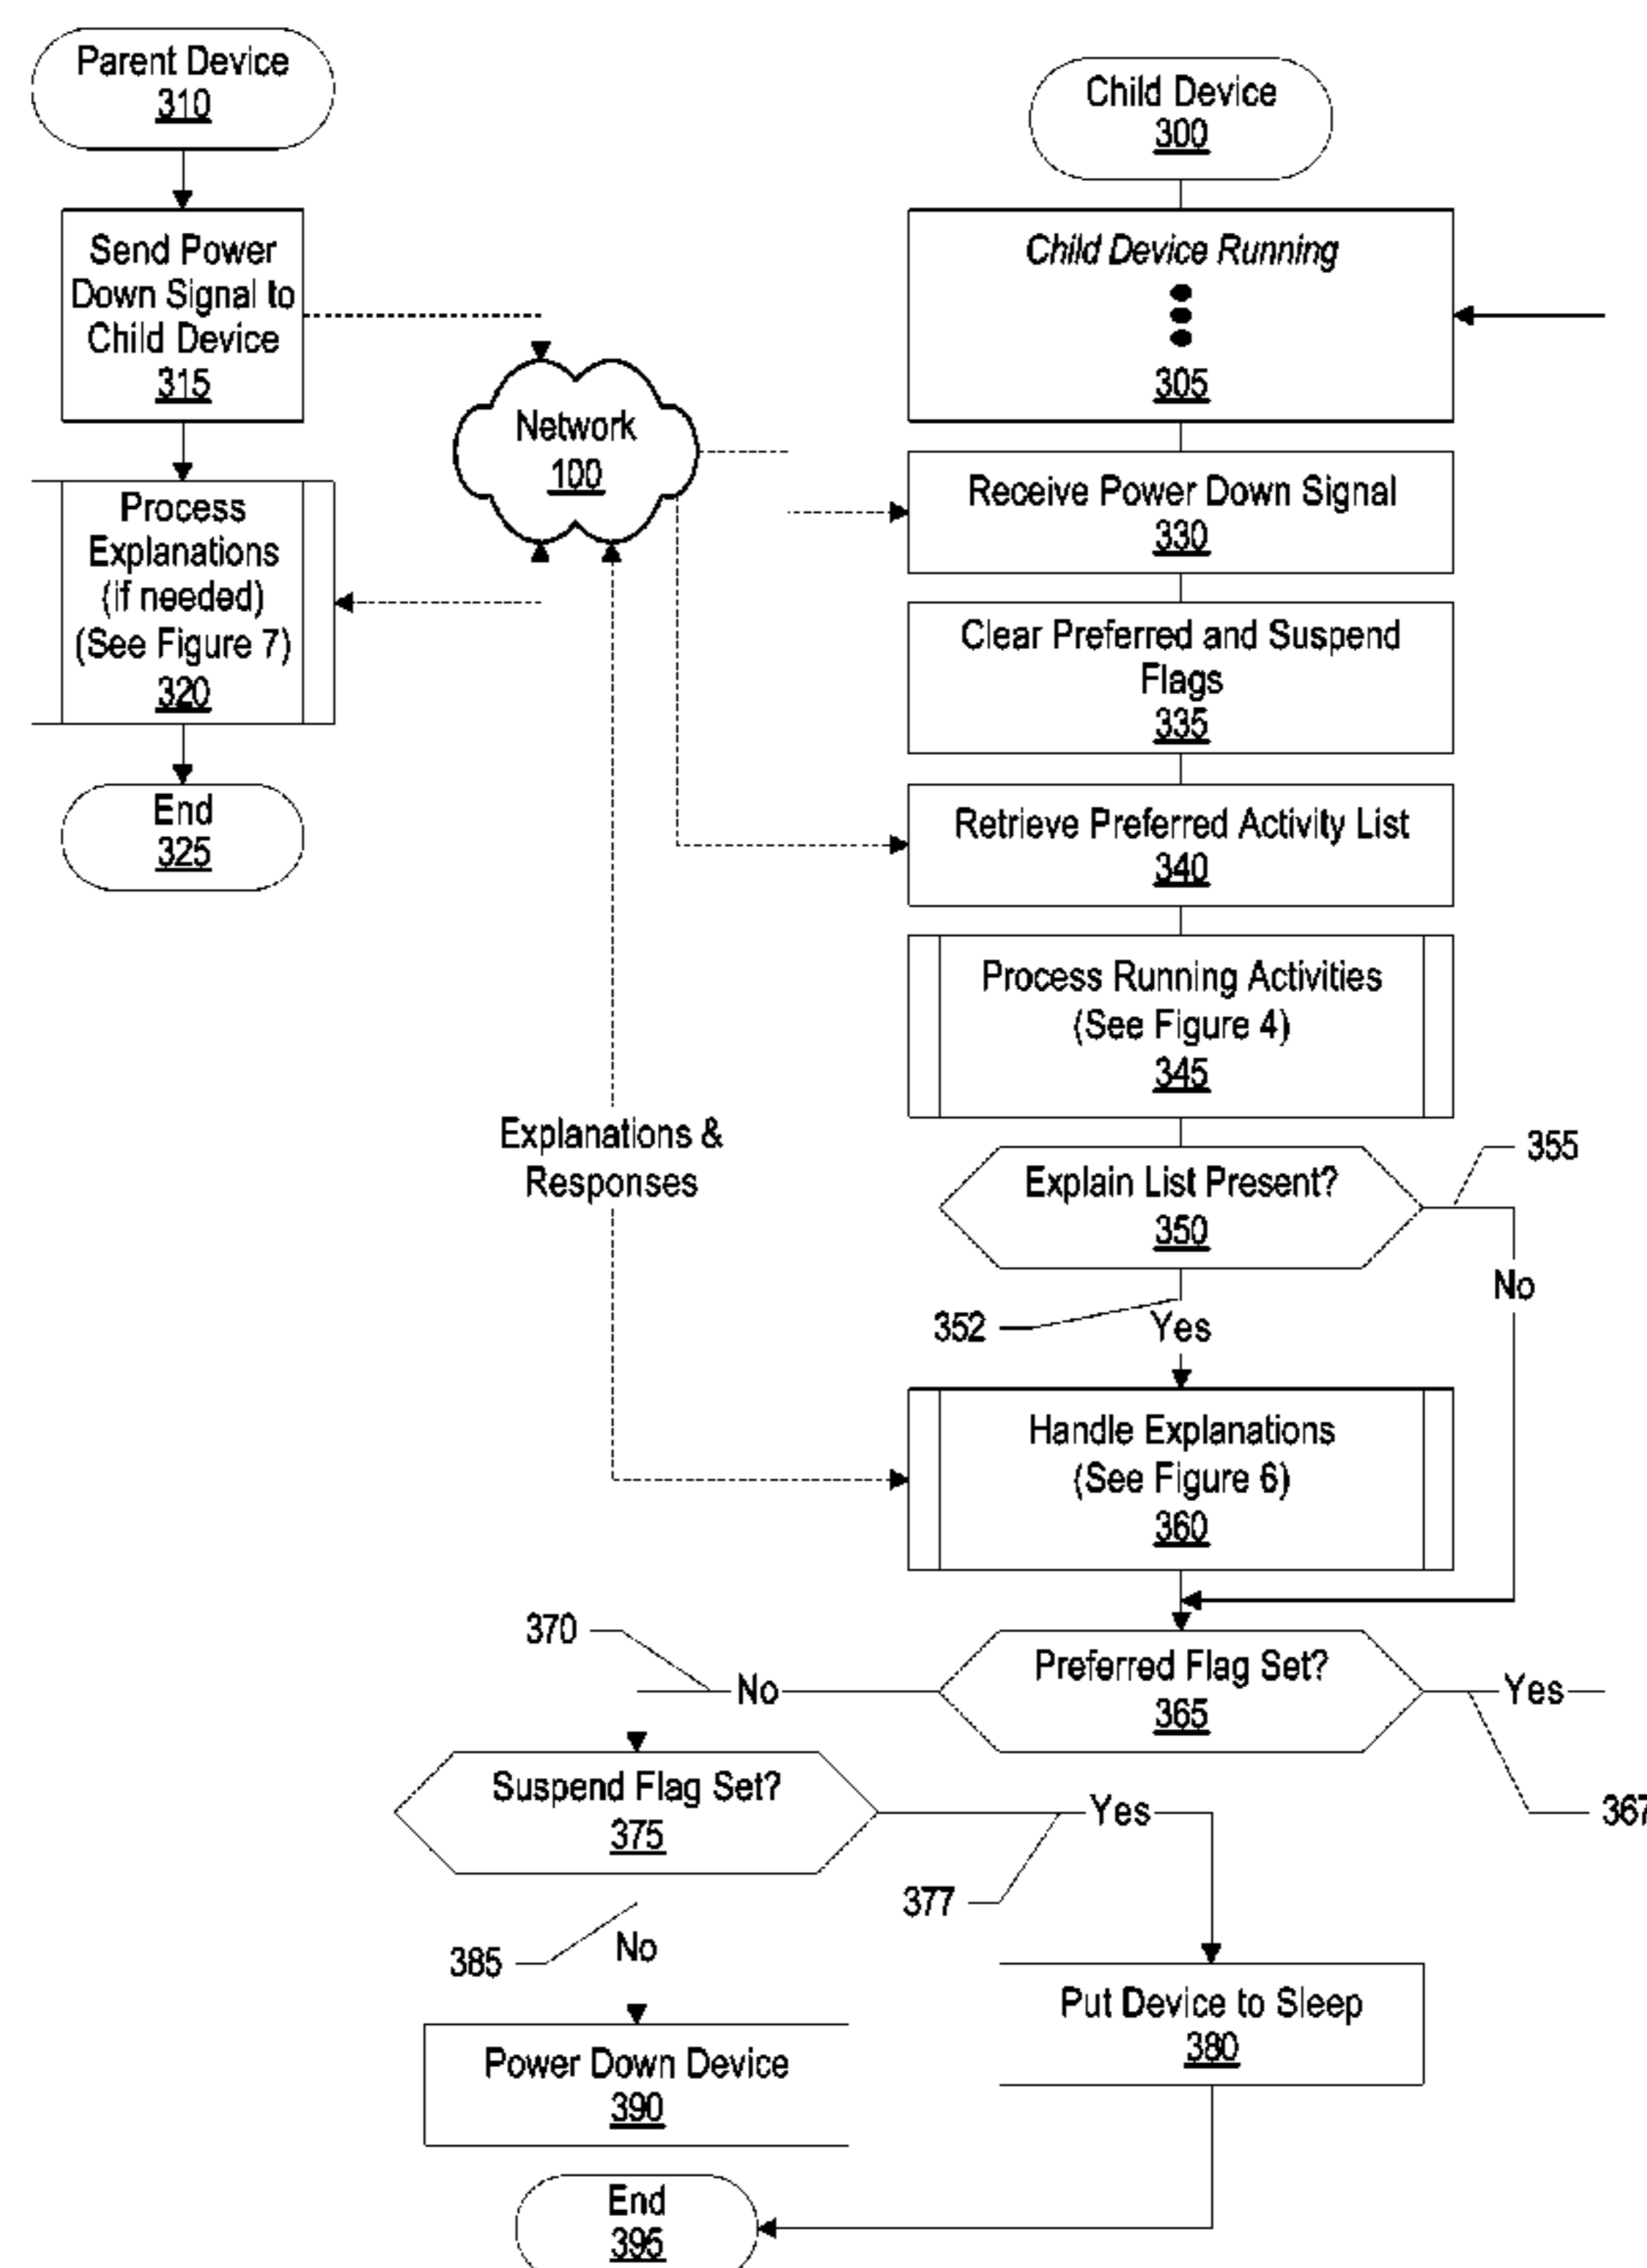 Parent Device
310
Send Power
Down Signal to
Child Device
315
Process
Explanations
(if needed)
(See Figure 7)
320
End
325
Network
100
Explanations &
Responses
Child Device
300
Child Device Running
305
Receive Power Down Signal
330
Clear Preferred and Suspend
Flags
335
Retrieve Preferred Activity List
340
Process Running Activities
(See Figure 4)
345
Explain List Present?
350
355
No
352
Yes
Handle Explanations
(See Figure 6)
360
Preferred Flag Set?
365
370
No
Yes
367
Suspend Flag Set?
375
Yes
377
385
No
Put Device to Sleep
380
Power Down Device
390
End
395